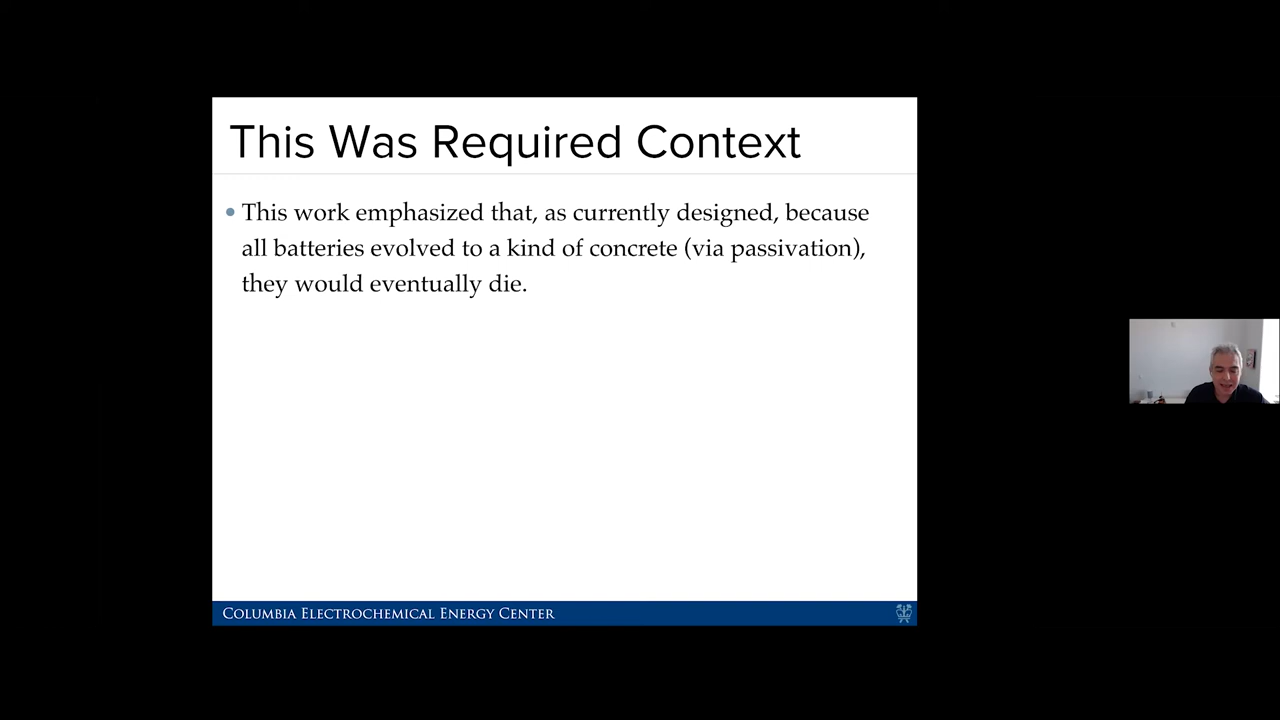 This Was Required Context
• This work emphasized that, as currently designed, because
all batteries evolved to a kind of concrete (via passivation),
they would eventually die.
COLUMBIA ELECTROCHEMICAL ENERGY CENTER